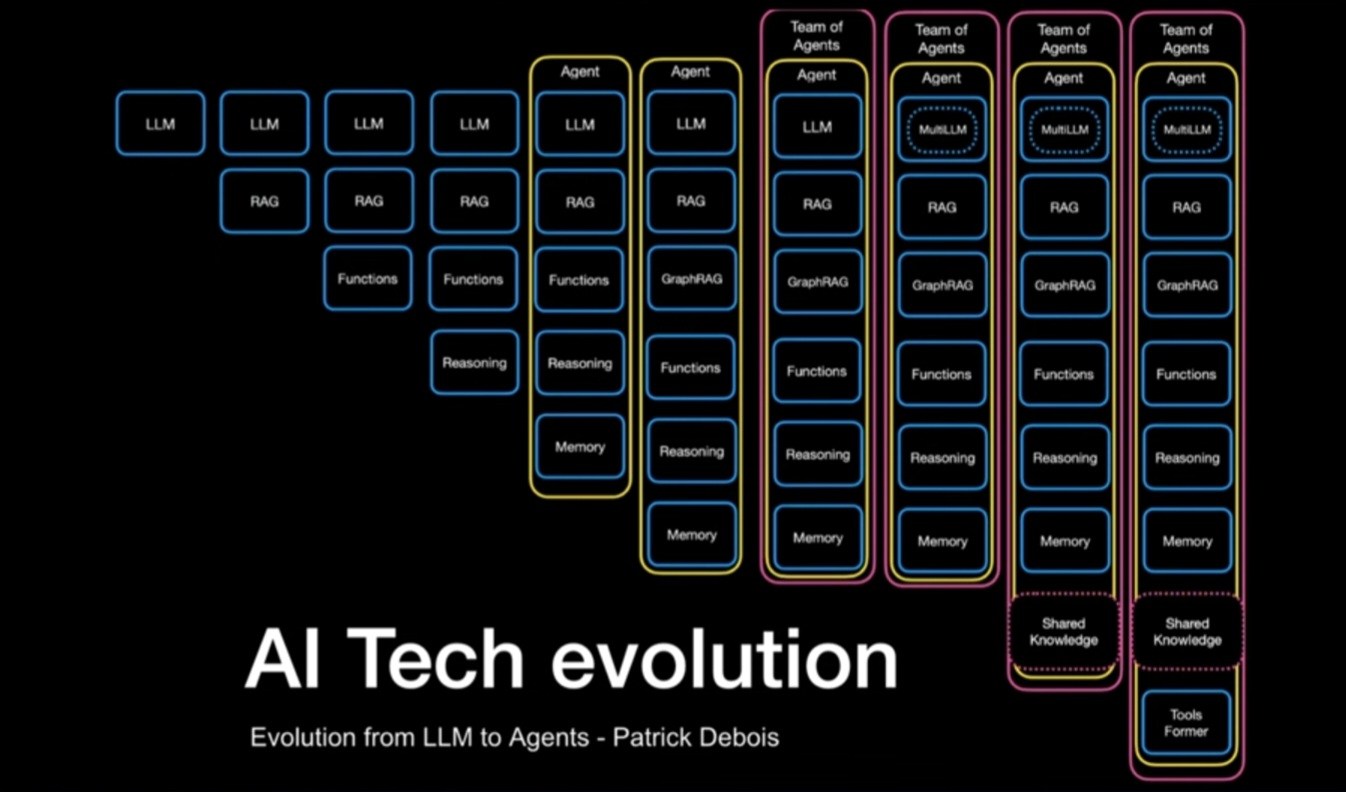 LLM
LLM
RAG
LLM
RAG
Functions
LLM
RAG
Functions
Reasoning
Agent
LLM
RAG
Functions
Reasoning
Memory
Agent
LLM
RAG
GraphRAG
Functions
Reasoning
Memory
Team of
Agents
Agent
LLM
RAG
GraphRAG
Functions
Reasoning
Memory
Team of
Agents
Agent
MultiLLM
RAG
GraphRAG
Functions
Reasoning
Memory
Team of
Agents
Agent
MultiLLM
RAG
GraphRAG
Functions
Reasoning
Memory
Shared
Knowledge
Team of
Agents
Agent
MultiLLM
RAG
GraphRAG
Functions
Reasoning
Memory
Shared
Knowledge
Tools
Former
AI Tech evolution
Evolution from LLM to Agents - Patrick Debois